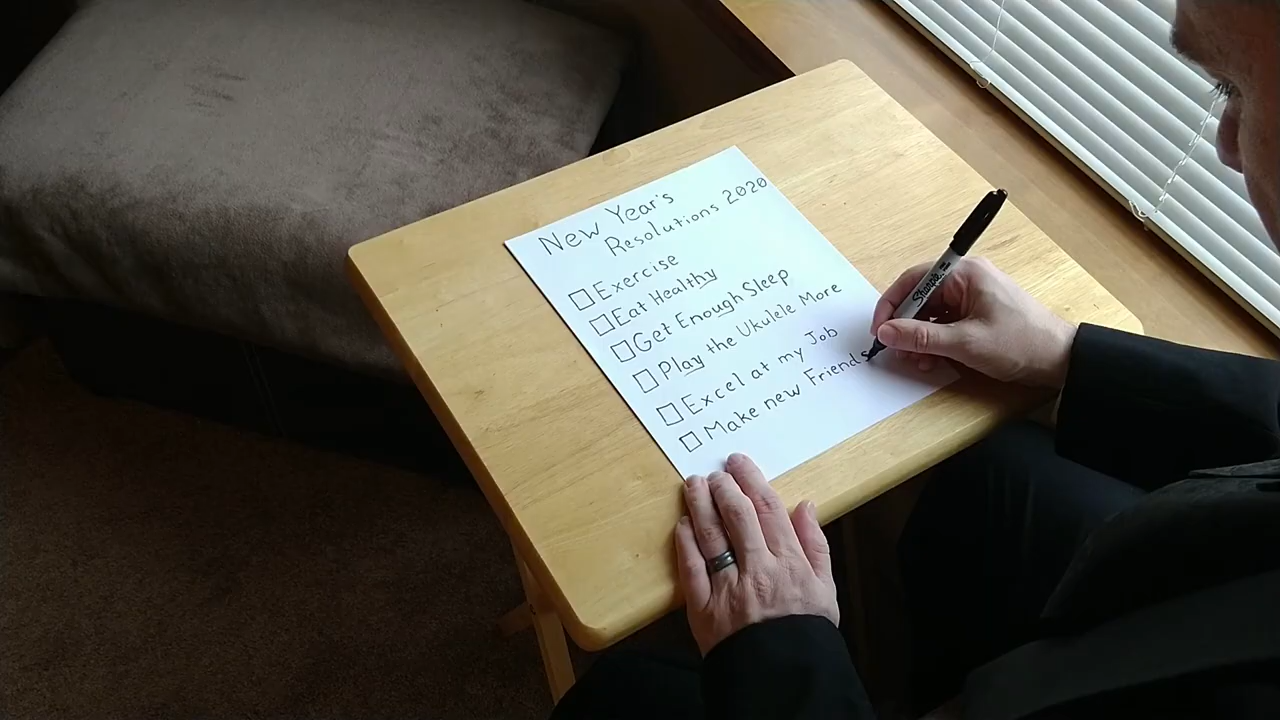 New Year's
Resolutions 2020
Exercise
Eat Healthy
Get Enough Sleep
Play the Ukulele More
Excel at my Job
Make new Friends
Sharpie